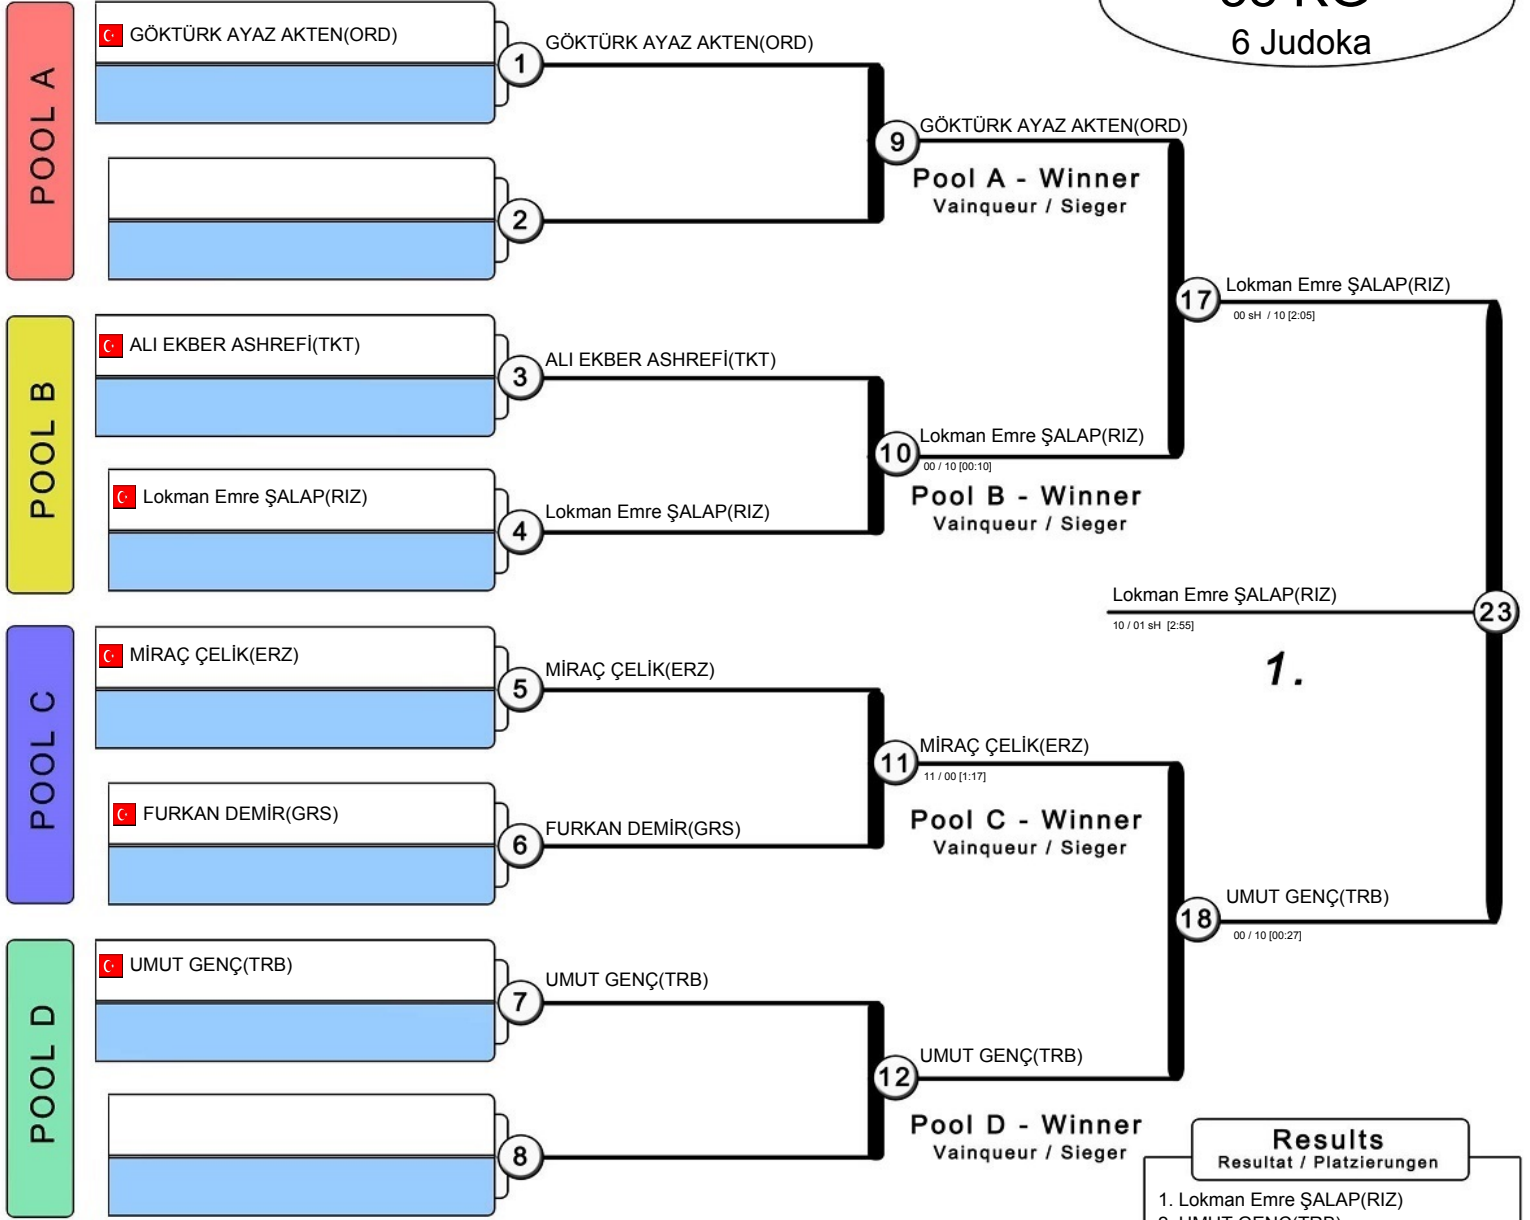 6 Judoka
POOL A
GÖKTÜRK AYAZ AKTEN(ORD)
1
GÖKTÜRK AYAZ AKTEN(ORD)
2
9
GÖKTÜRK AYAZ AKTEN(ORD)
Pool A - Winner
Vainqueur / Sieger
POOL B
ALI EKBER ASHREFİ(TKT)
3
ALI EKBER ASHREFİ(TKT)
Lokman Emre ŞALAP(RIZ)
4
Lokman Emre ŞALAP(RIZ)
10
Lokman Emre ŞALAP(RIZ)
00 / 10 [00:10]
Pool B - Winner
Vainqueur / Sieger
17
Lokman Emre ŞALAP(RIZ)
00 sH / 10 [2:05]
POOL C
MİRAÇ ÇELİK(ERZ)
5
MİRAÇ ÇELİK(ERZ)
FURKAN DEMİR(GRS)
6
FURKAN DEMİR(GRS)
11
MİRAÇ ÇELİK(ERZ)
11 / 00 [1:17]
Pool C - Winner
Vainqueur / Sieger
POOL D
UMUT GENÇ(TRB)
7
UMUT GENÇ(TRB)
8
12
UMUT GENÇ(TRB)
Pool D - Winner
Vainqueur / Sieger
18
UMUT GENÇ(TRB)
00 / 10 [00:27]
Lokman Emre ŞALAP(RIZ)
23
10 / 01 sH [2:55]
1.
Results
Resultat / Platzierungen
1. Lokman Emre ŞALAP(RIZ)
2. UMUT GENÇ(TRB)